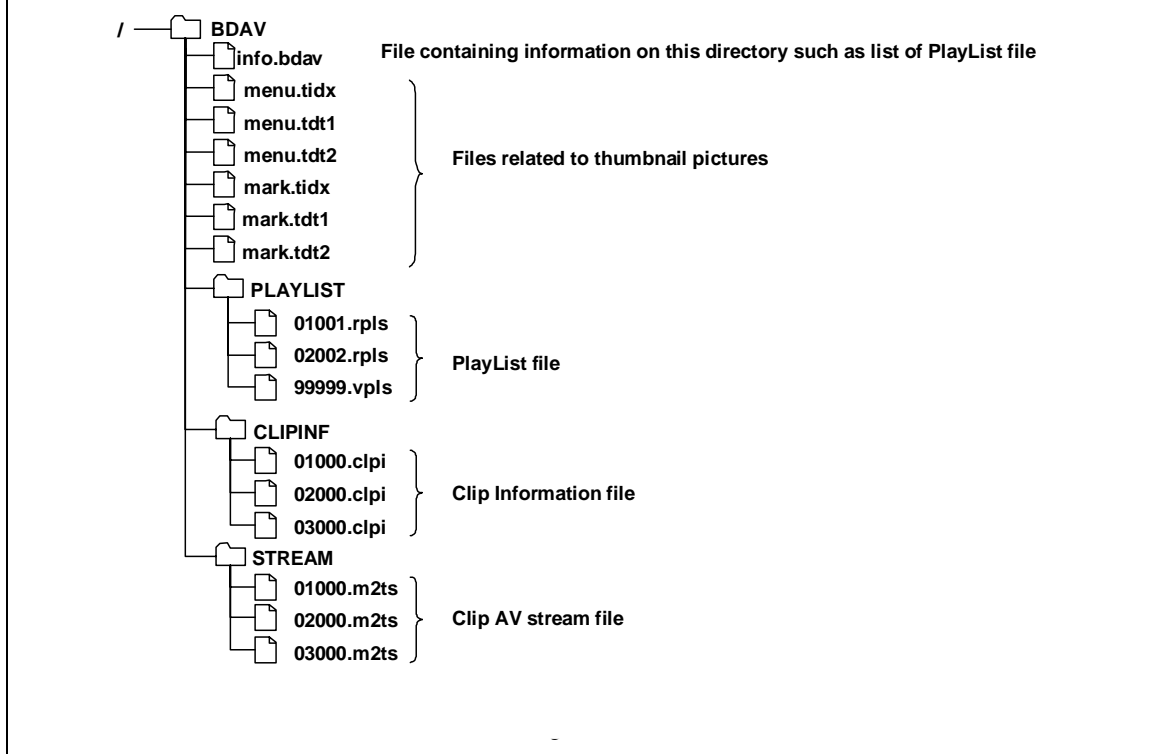 / BDAV
info.bdav File containing information on this directory such as list of PlayList file
menu.tidx
menu.tdt1
menu.tdt2 Files related to thumbnail pictures
mark.tidx
mark.tdt1
mark.tdt2
PLAYLIST
01001.rpls
02002.rpls PlayList file
99999.vpls
CLIPINF
01000.clpi
02000.clpi Clip Information file
03000.clpi
STREAM
01000.m2ts
02000.m2ts Clip AV stream file
03000.m2ts